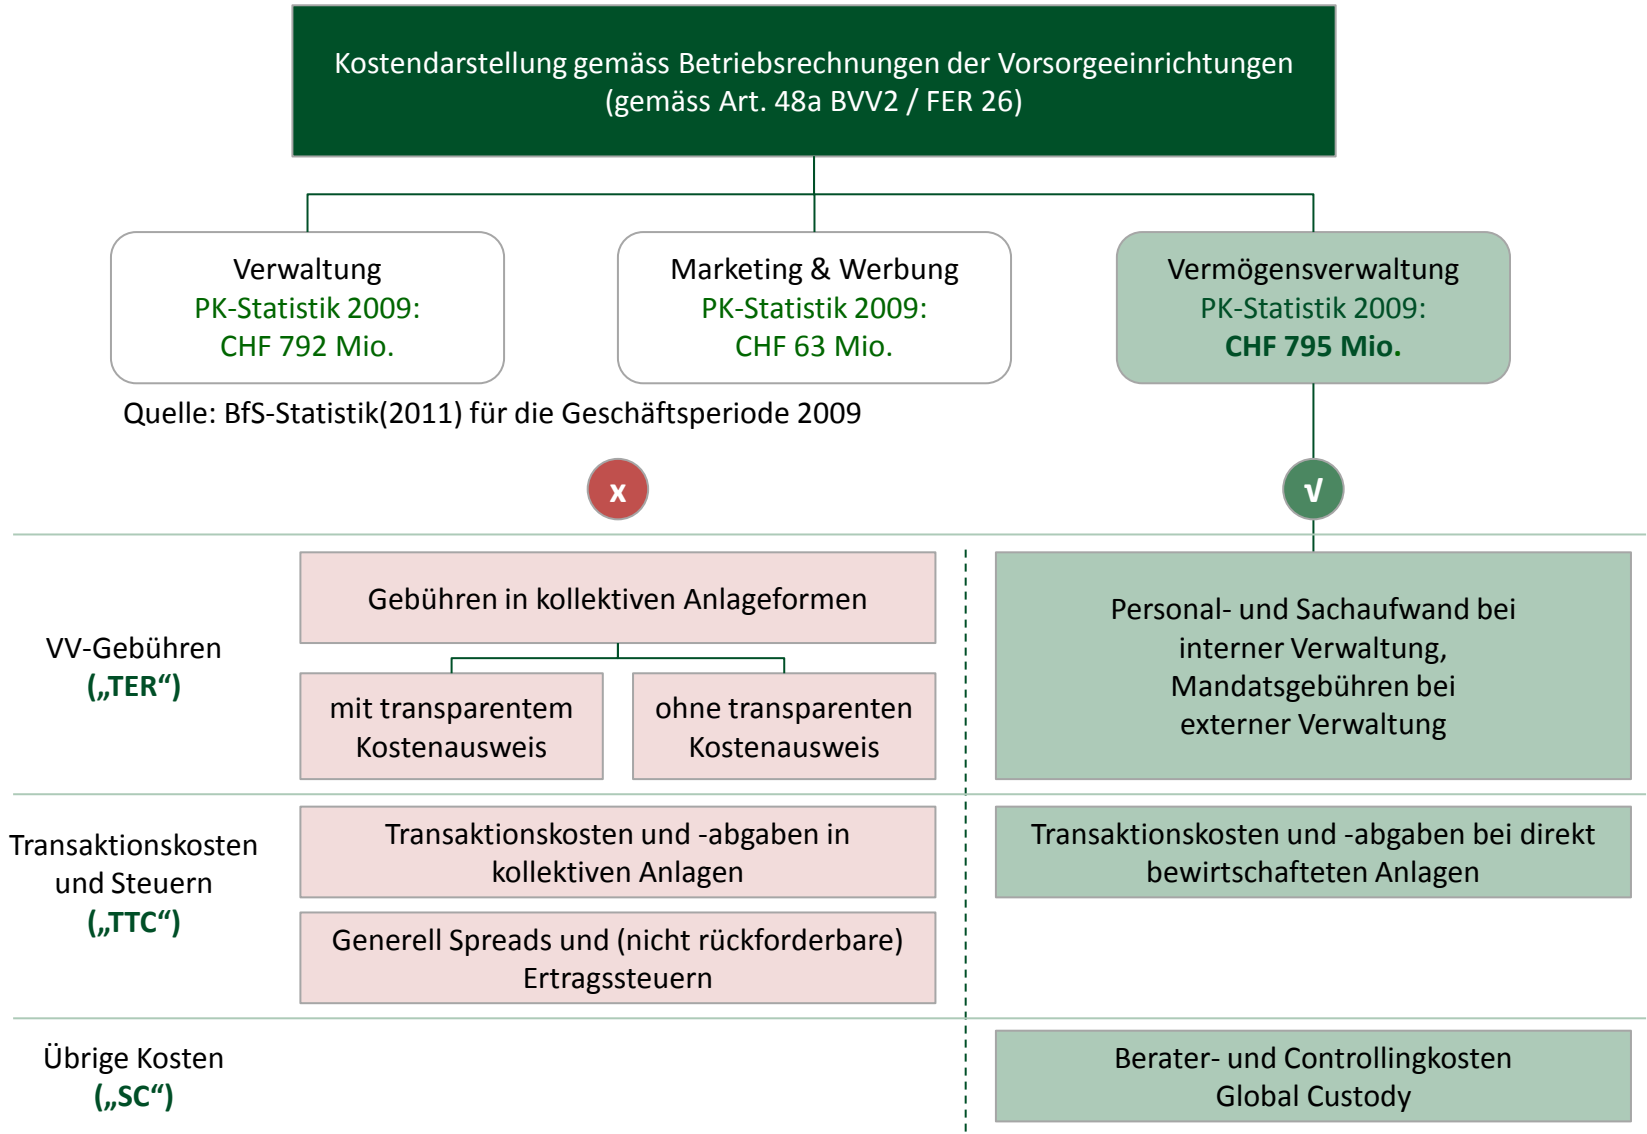 Kostendarstellung gemäss Betriebsrechnungen der Vorsorgeeinrichtungen
(gemäss Art. 48a BVV2 / FER 26)
Verwaltung
PK-Statistik 2009:
CHF 792 Mio.
Marketing & Werbung
PK-Statistik 2009:
CHF 63 Mio.
Vermögensverwaltung
PK-Statistik 2009:
CHF 795 Mio.
Quelle: BfS-Statistik(2011) für die Geschäftsperiode 2009
x
√
VV-Gebühren
(„TER“)
Gebühren in kollektiven Anlageformen
mit transparentem
Kostenausweis
ohne transparenten
Kostenausweis
Personal- und Sachaufwand bei
interner Verwaltung,
Mandatsgebühren bei
externer Verwaltung
Transaktionskosten
und Steuern
(„TTC“)
Transaktionskosten und -abgaben in
kollektiven Anlagen
Generell Spreads und (nicht rückforderbare)
Ertragssteuern
Transaktionskosten und -abgaben bei direkt
bewirtschafteten Anlagen
Übrige Kosten
(„SC“)
Berater- und Controllingkosten
Global Custody